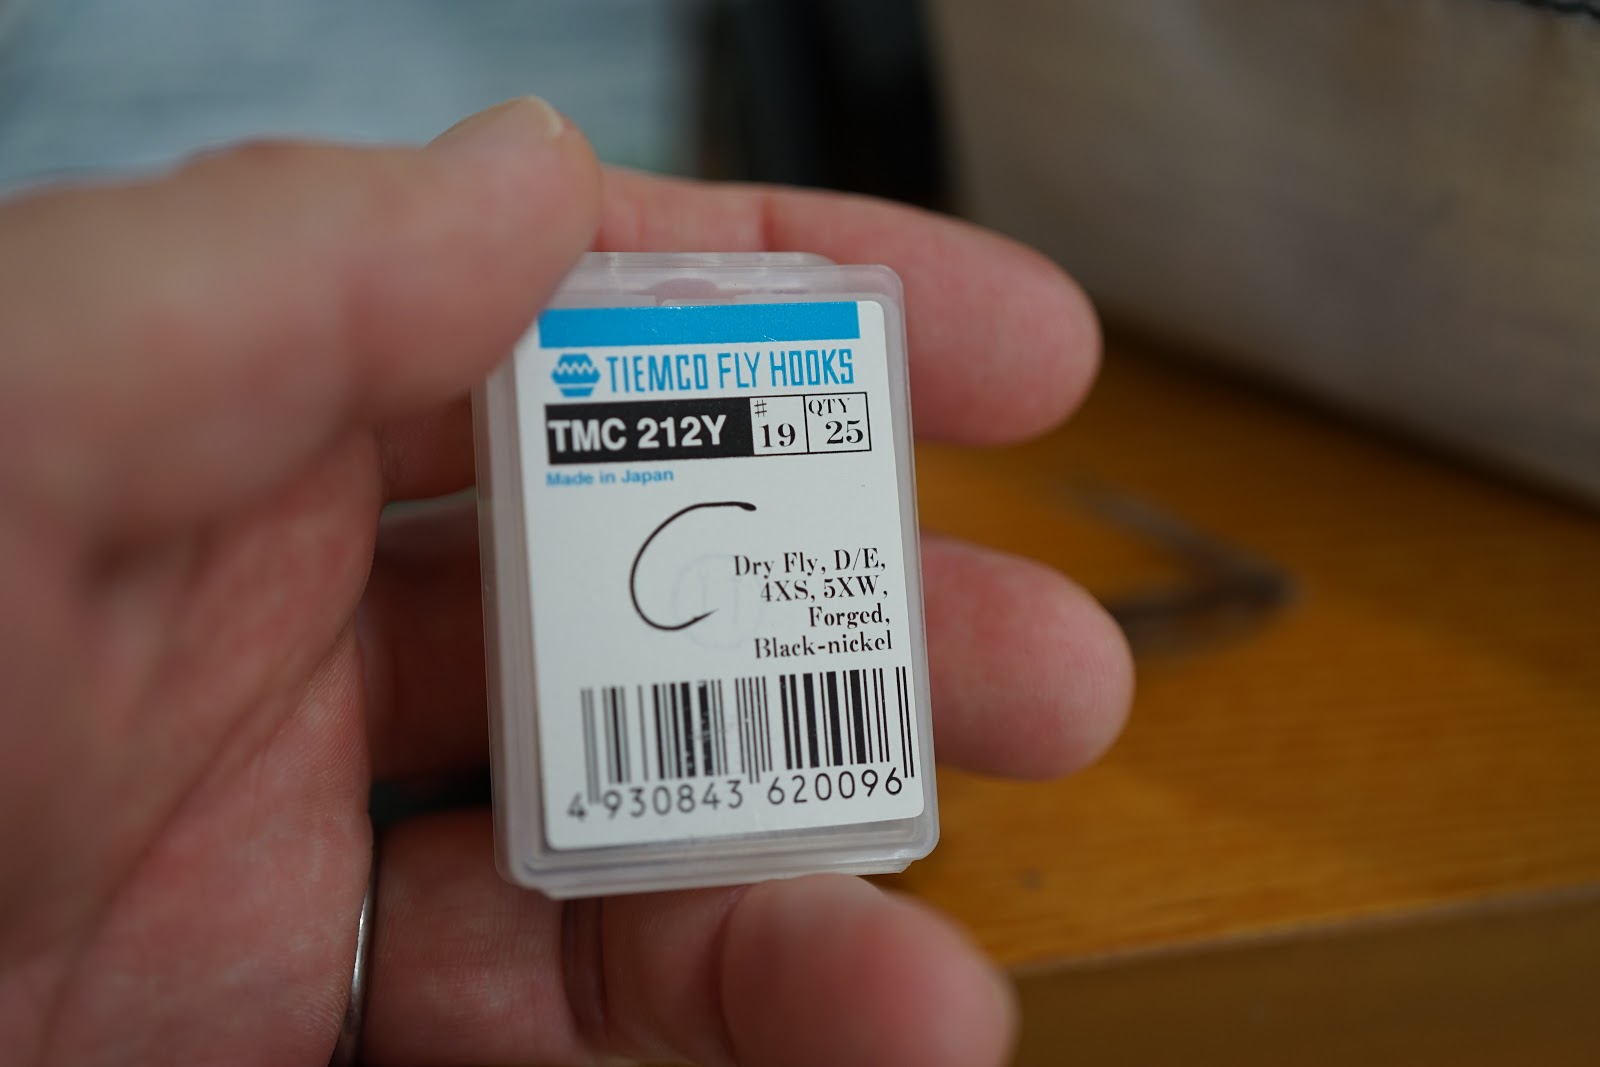 TIEMCO FLY HOOKS
TMC 212Y # 19 QTY 25
Made in Japan
Dry Fly, D/E,
4XS, 5XW,
Forged,
Black-nickel
4 930843 620096